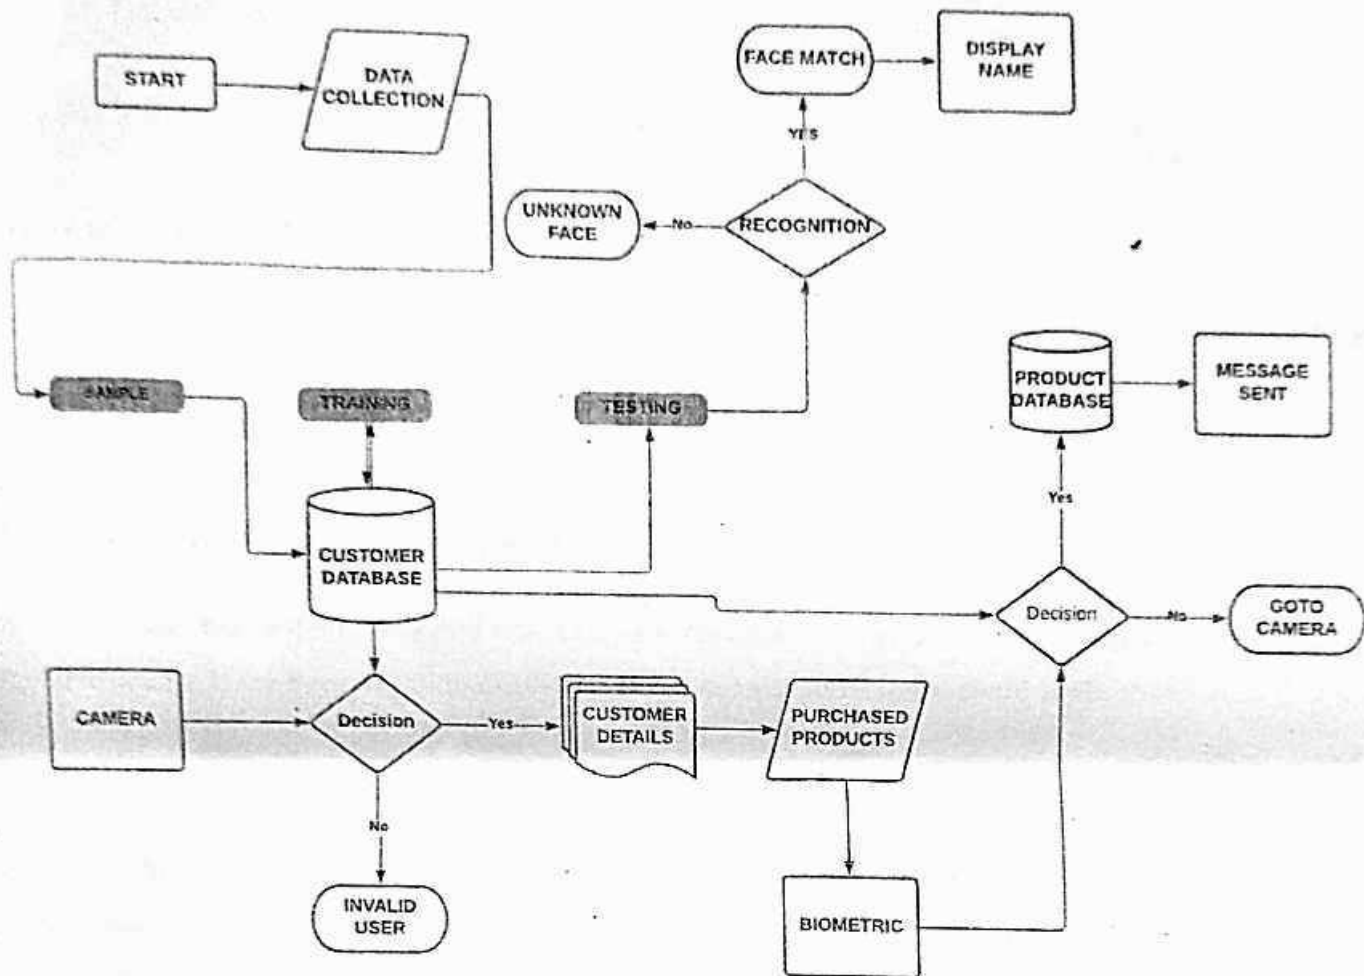 START
DATA
COLLECTION
FACE MATCH
DISPLAY
NAME
YES
UNKNOWN
FACE
No
RECOGNITION
SAMPLE
TRAINING
TESTING
PRODUCT
DATABASE
MESSAGE
SENT
Yes
CUSTOMER
DATABASE
Decision
No
GOTO
CAMERA
CAMERA
Decision
Yes
CUSTOMER
DETAILS
PURCHASED
PRODUCTS
No
INVALID
USER
BIOMETRIC